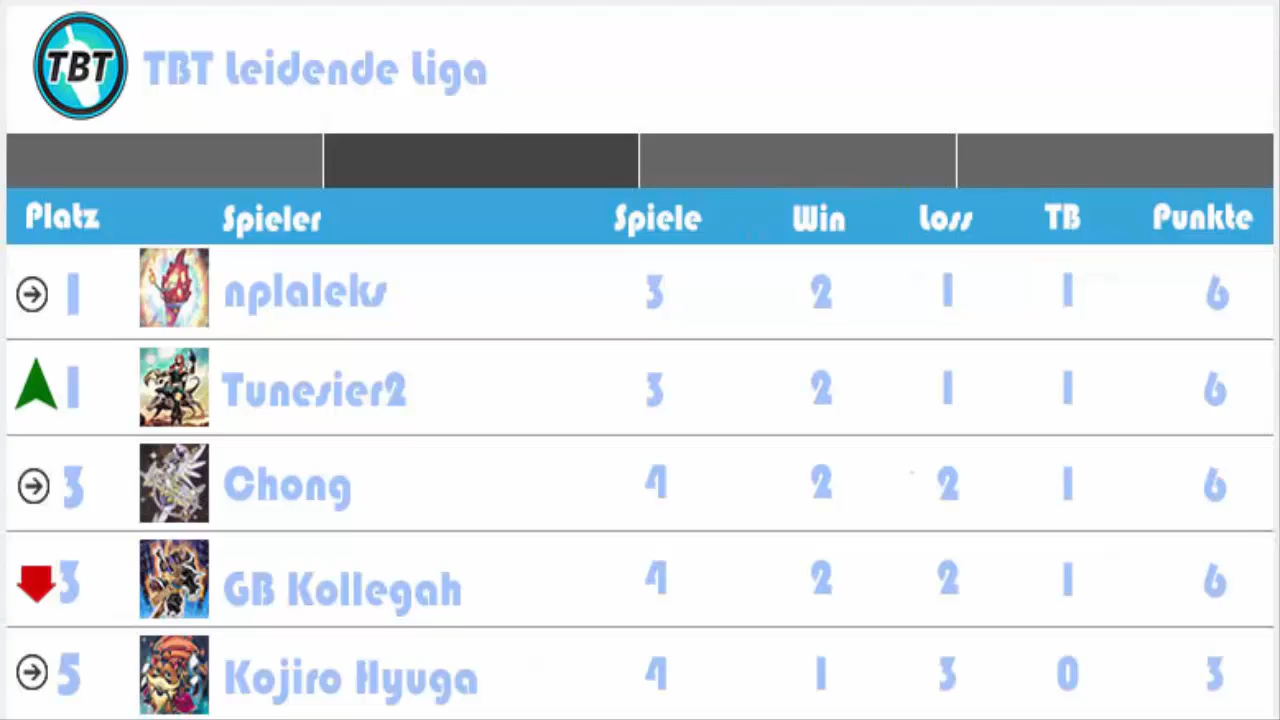 TBT TBT Leidende Liga
Platz Spieler Spiele Win Loss TB Punkte
1 nplaleks 3 2 1 1 6
1 Tunesier2 3 2 1 1 6
3 Chong 4 2 2 1 6
3 GB Kollegah 4 2 2 1 6
5 Kojiro Hyuga 4 1 3 0 3